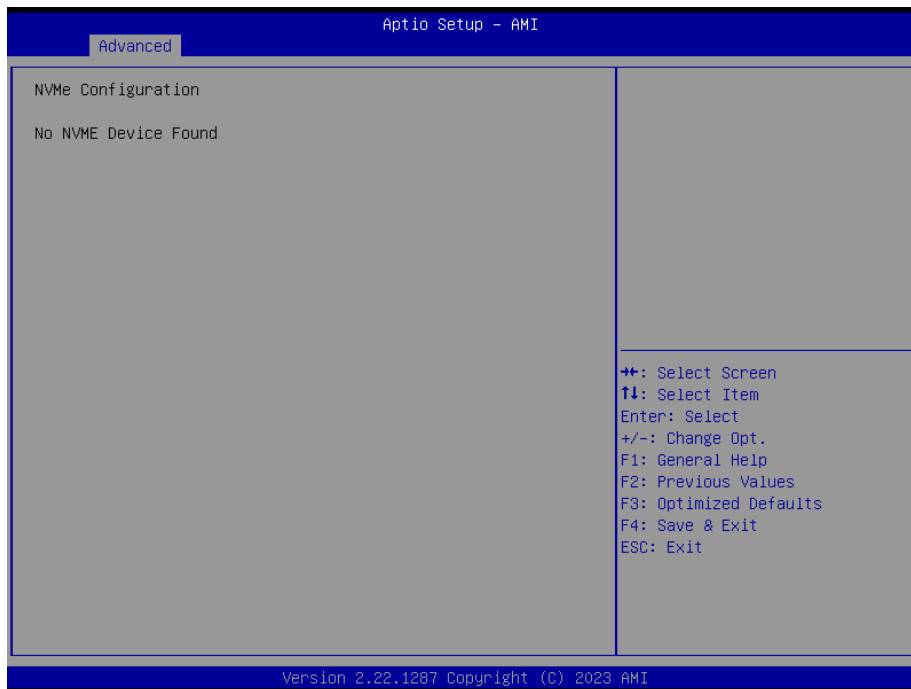 Aptio Setup – AMI
Advanced
NVMe Configuration
No NVME Device Found
→←: Select Screen
↑↓: Select Item
Enter: Select
+/-: Change Opt.
F1: General Help
F2: Previous Values
F3: Optimized Defaults
F4: Save & Exit
ESC: Exit
Version 2.22.1287 Copyright (C) 2023 AMI